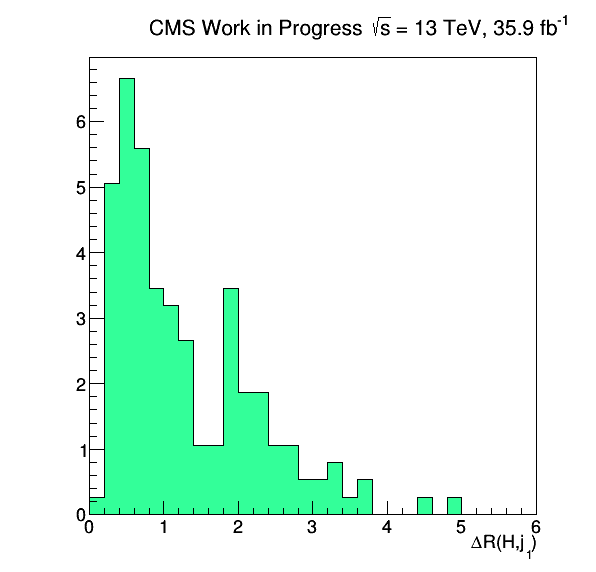 CMS Work in Progress √s = 13 TeV, 35.9 fb⁻¹
6
5
4
3
2
1
0
0 1 2 3 4 5 6
ΔR(H,j₁)